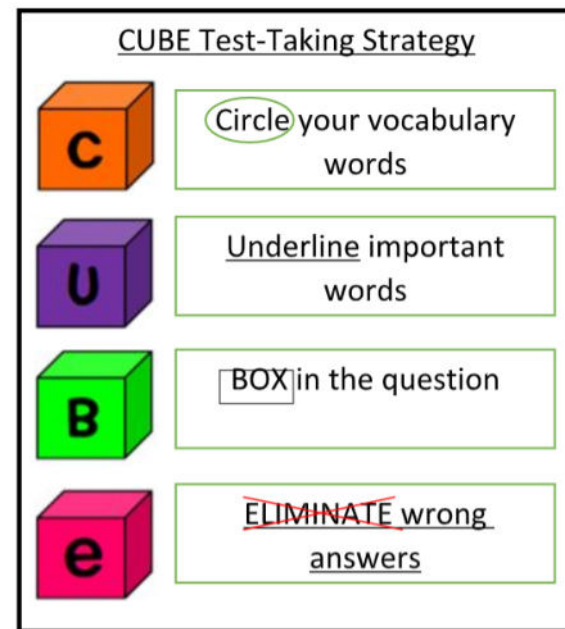 CUBE Test-Taking Strategy
C
Circle your vocabulary
words
U
Underline important
words
B
BOX in the question
e
ELIMINATE wrong
answers